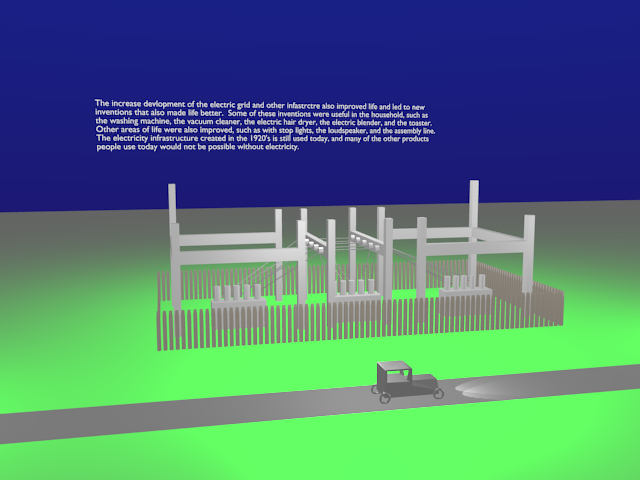 The increase devlopment of the electric grid and other infastrctre also improved life and led to new
inventions that also made life better. Some of these inventions were useful in the household, such as
the washing machine, the vacuum cleaner, the electric hair dryer, the electric blender, and the toaster.
Other areas of life were also improved, such as with stop lights, the loudspeaker, and the assembly line.
The electricity infrastructure created in the 1920's is still used today, and many of the other products
people use today would not be possible without electricity.